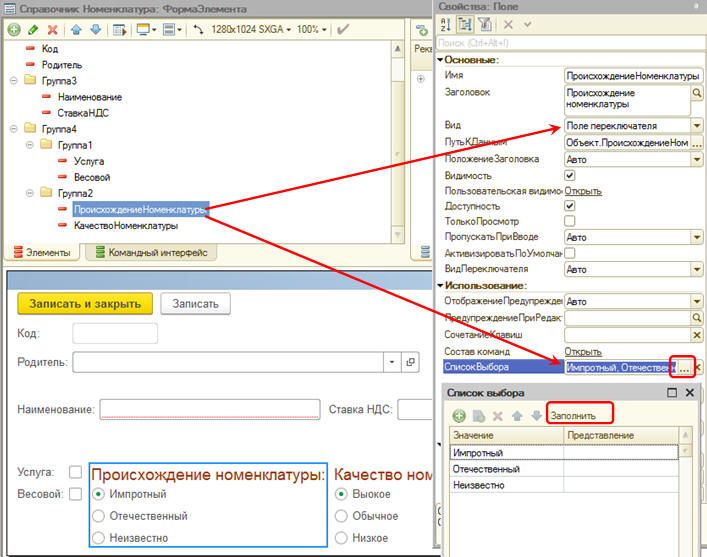 Справочник Номенклатура: ФормаЭлемента
1280x1024 SXGA
100%
Код
Родитель
Группа3
Наименование
СтавкаНДС
Группа4
Группа1
Услуга
Весовой
Группа2
ПроисхождениеНоменклатуры
КачествоНоменклатуры
Рекв
Элементы
Командный интерфейс
Записать и закрыть
Записать
Код:
Родитель:
Наименование:
Ставка НДС:
Услуга:
Весовой:
Происхождение номенклатуры:
Импротный
Отечественный
Неизвестно
Качество ном
Выокое
Обычное
Низкое
Свойства: Поле
Поиск (Ctrl+Alt+I)
Основные:
Имя
ПроисхождениеНоменклатуры
Заголовок
Происхождение
номенклатуры
Вид
Поле переключателя
ПутьКДанным
Объект.ПроисхождениеНом
...
ПоложениеЗаголовка
Авто
Видимость
Пользовательская видимос
Открыть
Доступность
ТолькоПросмотр
ПропускатьПриВводе
Авто
АктивизироватьПоУмолчан
ВидПереключателя
Авто
Использование:
ОтображениеПредупрежде
Авто
ПредупреждениеПриРедакт
СочетаниеКлавиш
Состав команд
Открыть
СписокВыбора
Импротный, Отечественн
...
Список выбора
Заполнить
Значение
Представление
Импротный
Отечественный
Неизвестно